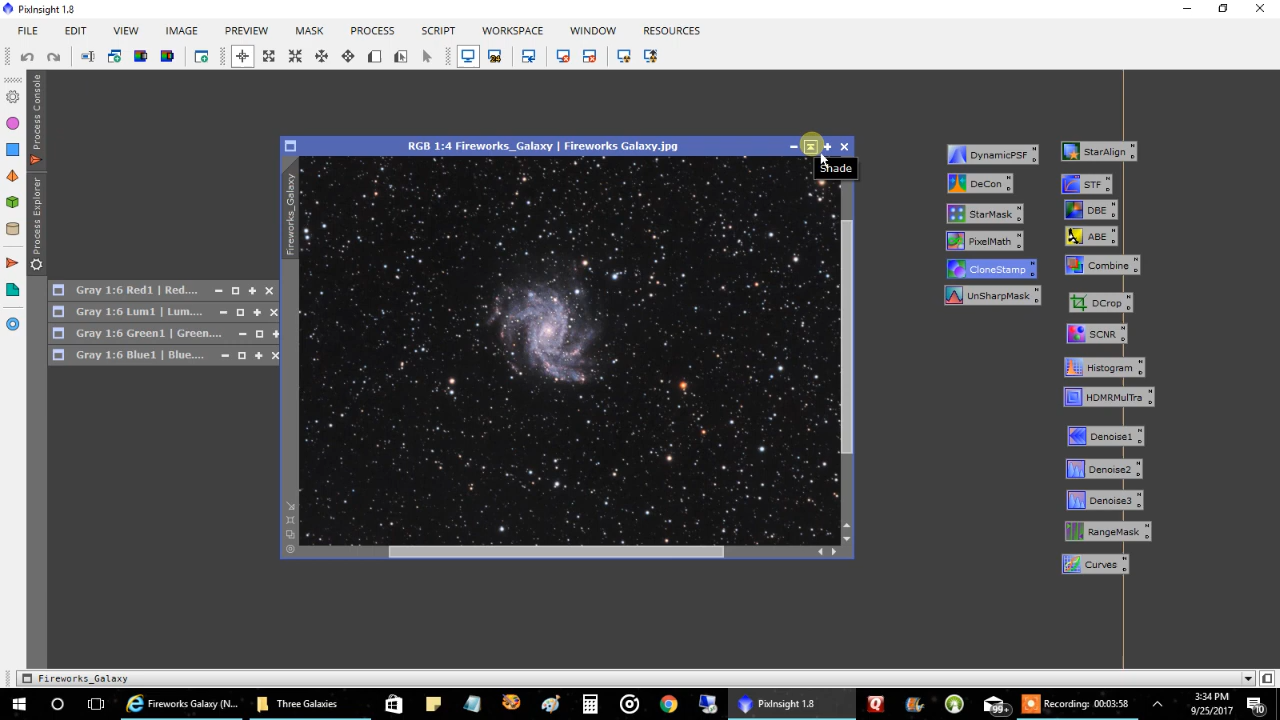 PixInsight 1.8
FILE EDIT VIEW IMAGE PREVIEW MASK PROCESS SCRIPT WORKSPACE WINDOW RESOURCES
Process Console
Process Explorer
RGB 1:4 Fireworks_Galaxy | Fireworks Galaxy.jpg
Shade
Fireworks_Galaxy
Gray 1:6 Red1 | Red....
Gray 1:6 Lum1 | Lum....
Gray 1:6 Green1 | Green....
Gray 1:6 Blue1 | Blue....
DynamicPSF
DeCon
StarMask
PixelMath
CloneStamp
UnSharpMask
StarAlign
STF
DBE
ABE
Combine
DCrop
SCNR
Histogram
HDMRMulTra
Denoise1
Denoise2
Denoise3
RangeMask
Curves
Fireworks_Galaxy
Fireworks Galaxy (N...
Three Galaxies
PixInsight 1.8
99+
Recording: 00:03:58
3:34 PM
9/25/2017
10